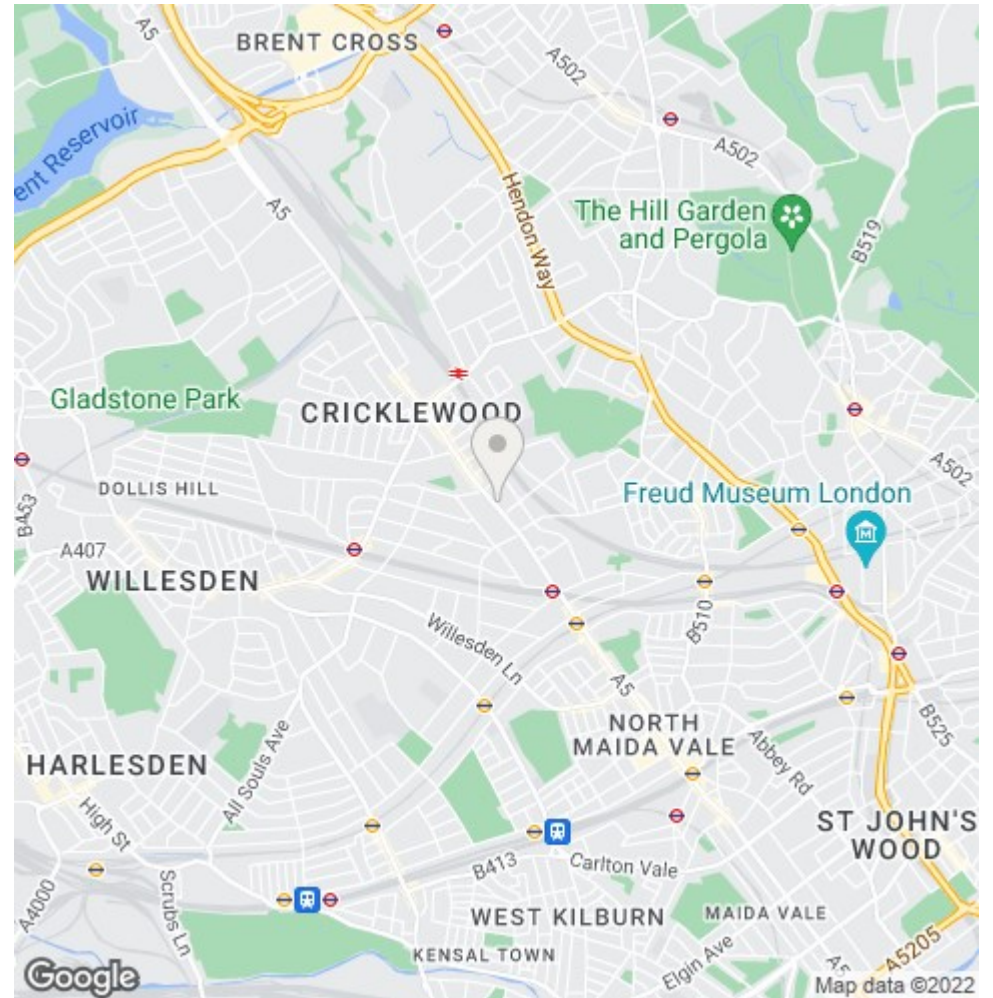 A5
BRENT CROSS
A502
ent Reservoir
A502
A5
Hendon Way
The Hill Garden
and Pergola
B519
Gladstone Park
CRICKLEWOOD
A502
DOLLIS HILL
Freud Museum London
M
B453
A407
WILLESDEN
B510
Willesden Ln
A5
NORTH
MAIDA VALE
Abbey Rd
B525
HARLESDEN
All Souls Ave
High St
ST JOHN'S
WOOD
B413
Carlton Vale
A4000
Scrubs Ln
WEST KILBURN
MAIDA VALE
KENSAL TOWN
Elgin Ave
A5
A5205
Google
Map data ©2022